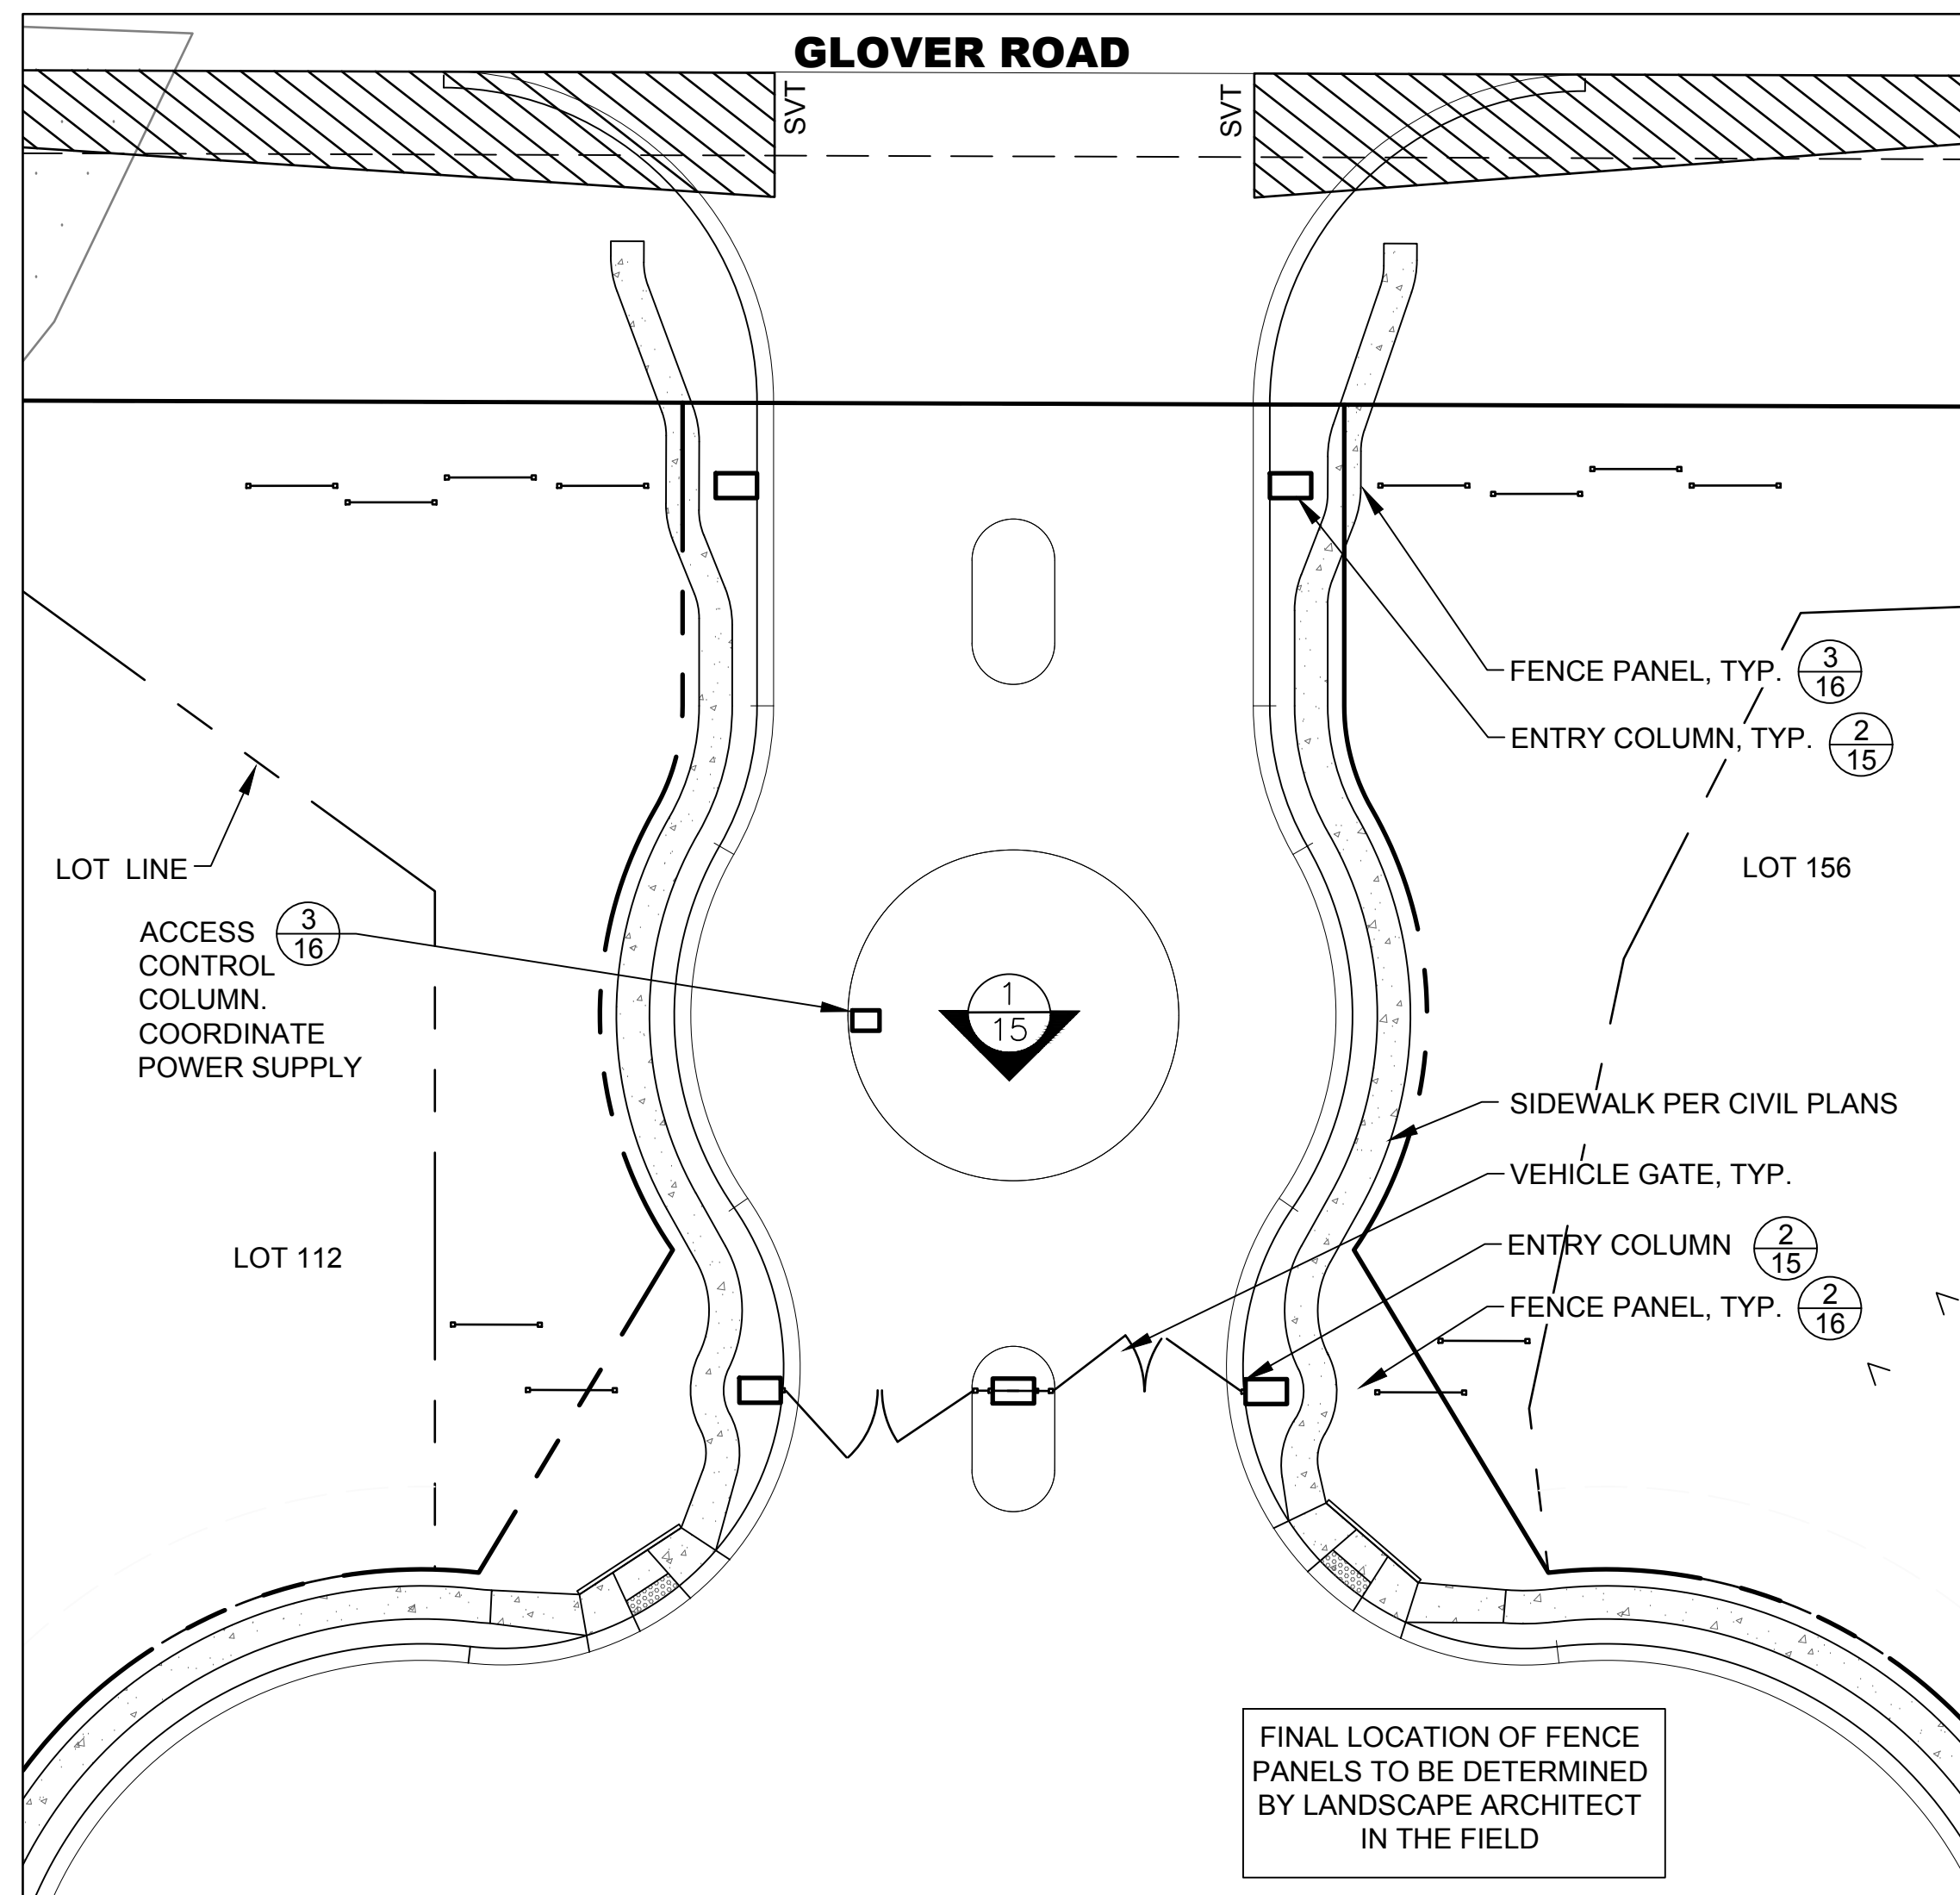 GLOVER ROAD
SVT
SVT
FENCE PANEL, TYP.
3
16
ENTRY COLUMN, TYP.
2
15
LOT LINE
LOT 156
ACCESS
CONTROL
COLUMN.
COORDINATE
POWER SUPPLY
3
16
1
15
SIDEWALK PER CIVIL PLANS
VEHICLE GATE, TYP.
LOT 112
ENTRY COLUMN
2
15
FENCE PANEL, TYP.
2
16
FINAL LOCATION OF FENCE
PANELS TO BE DETERMINED
BY LANDSCAPE ARCHITECT
IN THE FIELD